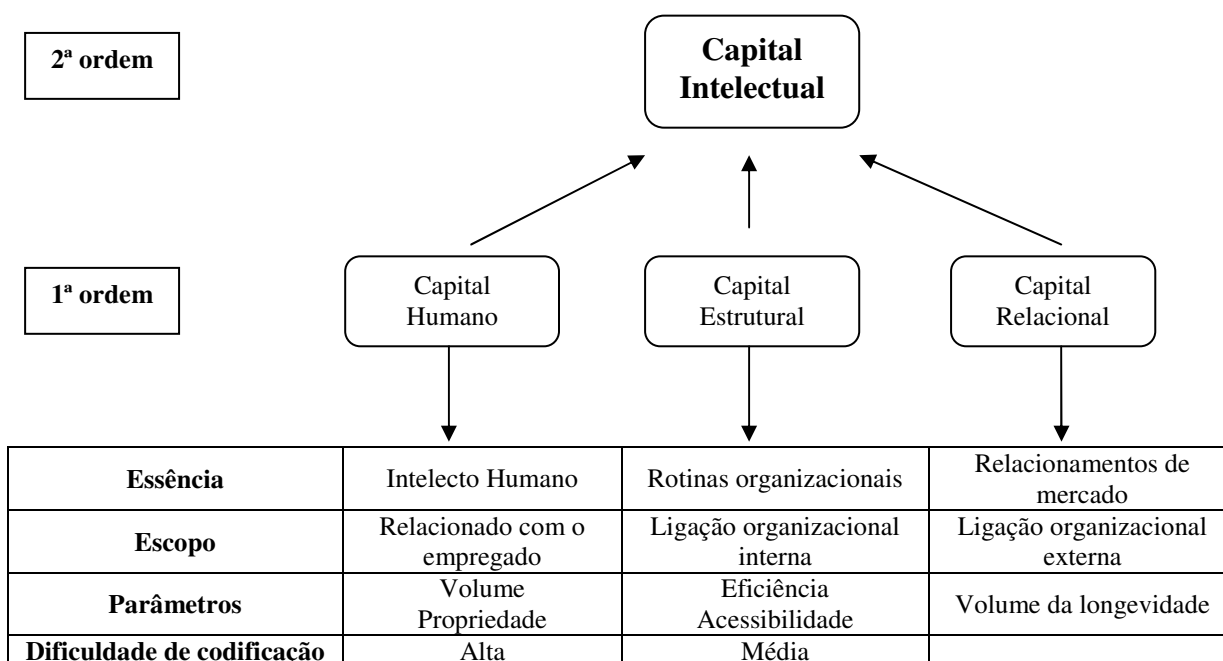 2ª ordem
Capital
Intelectual
1ª ordem
Capital
Humano
Capital
Estrutural
Capital
Relacional
Essência
Intelecto Humano
Rotinas organizacionais
Relacionamentos de
mercado
Escopo
Relacionado com o
empregado
Ligação organizacional
interna
Ligação organizacional
externa
Parâmetros
Volume
Propriedade
Eficiência
Acessibilidade
Volume da longevidade
Dificuldade de codificação
Alta
Média